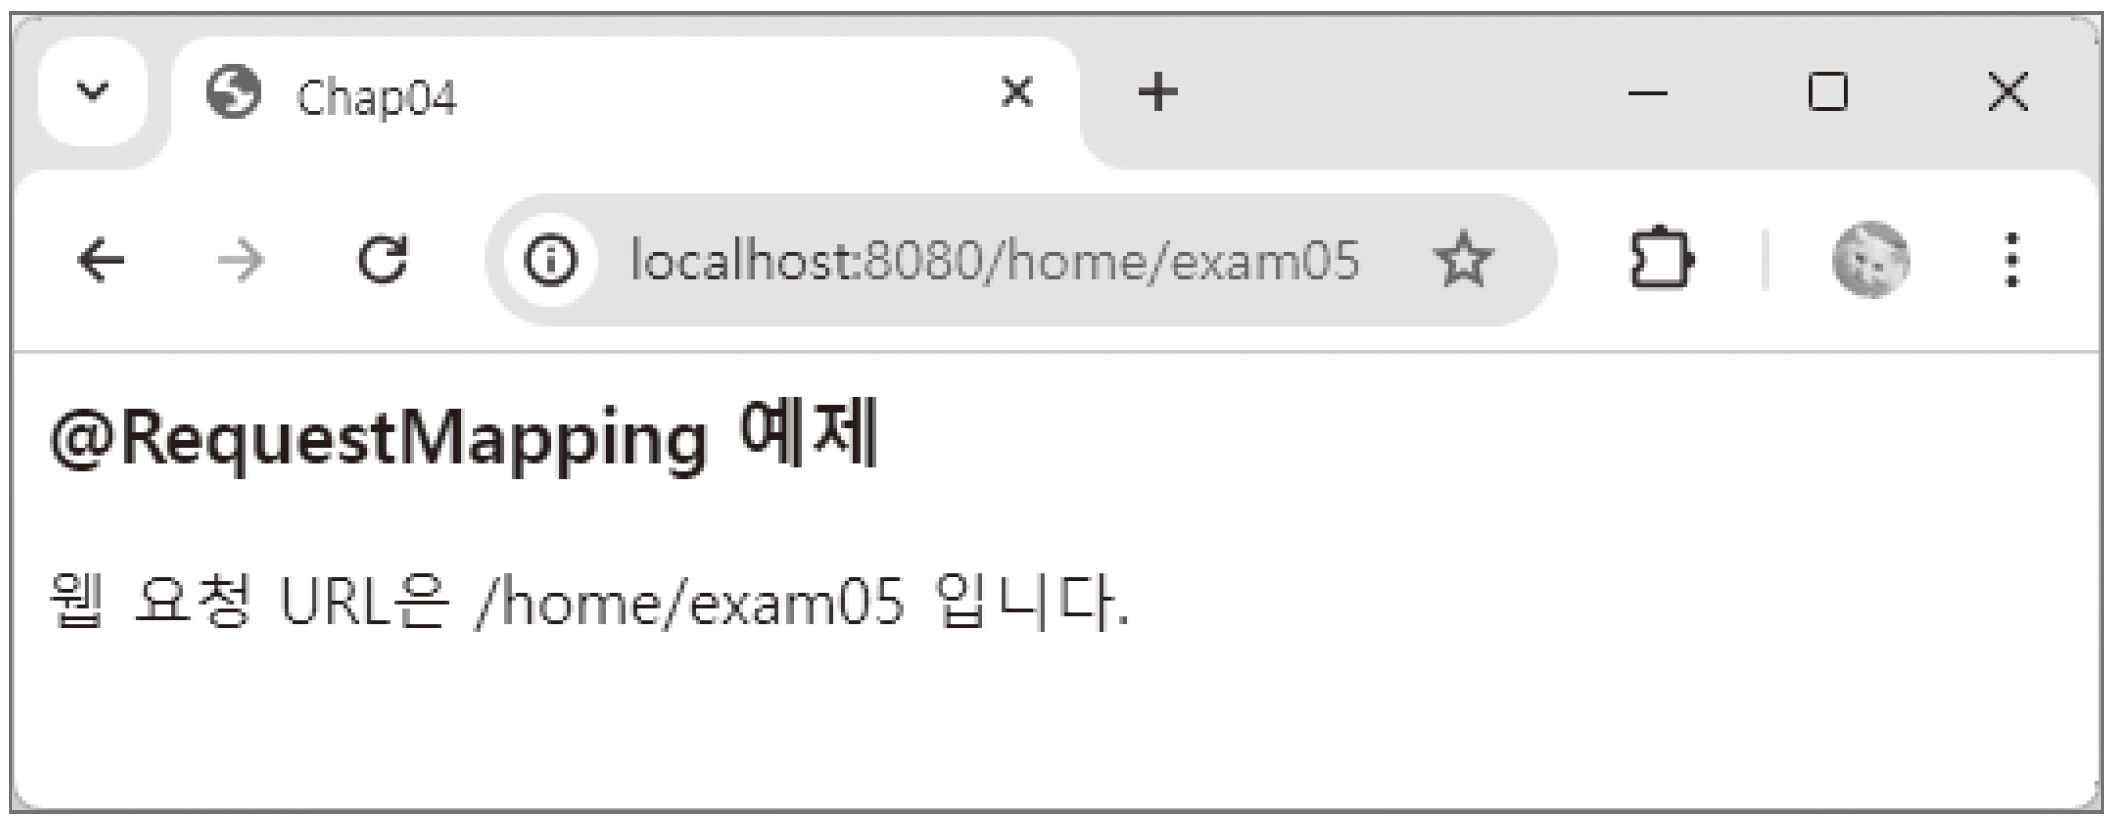 Chap04
localhost:8080/home/exam05
@RequestMapping 예제
웹 요청 URL은 /home/exam05 입니다.